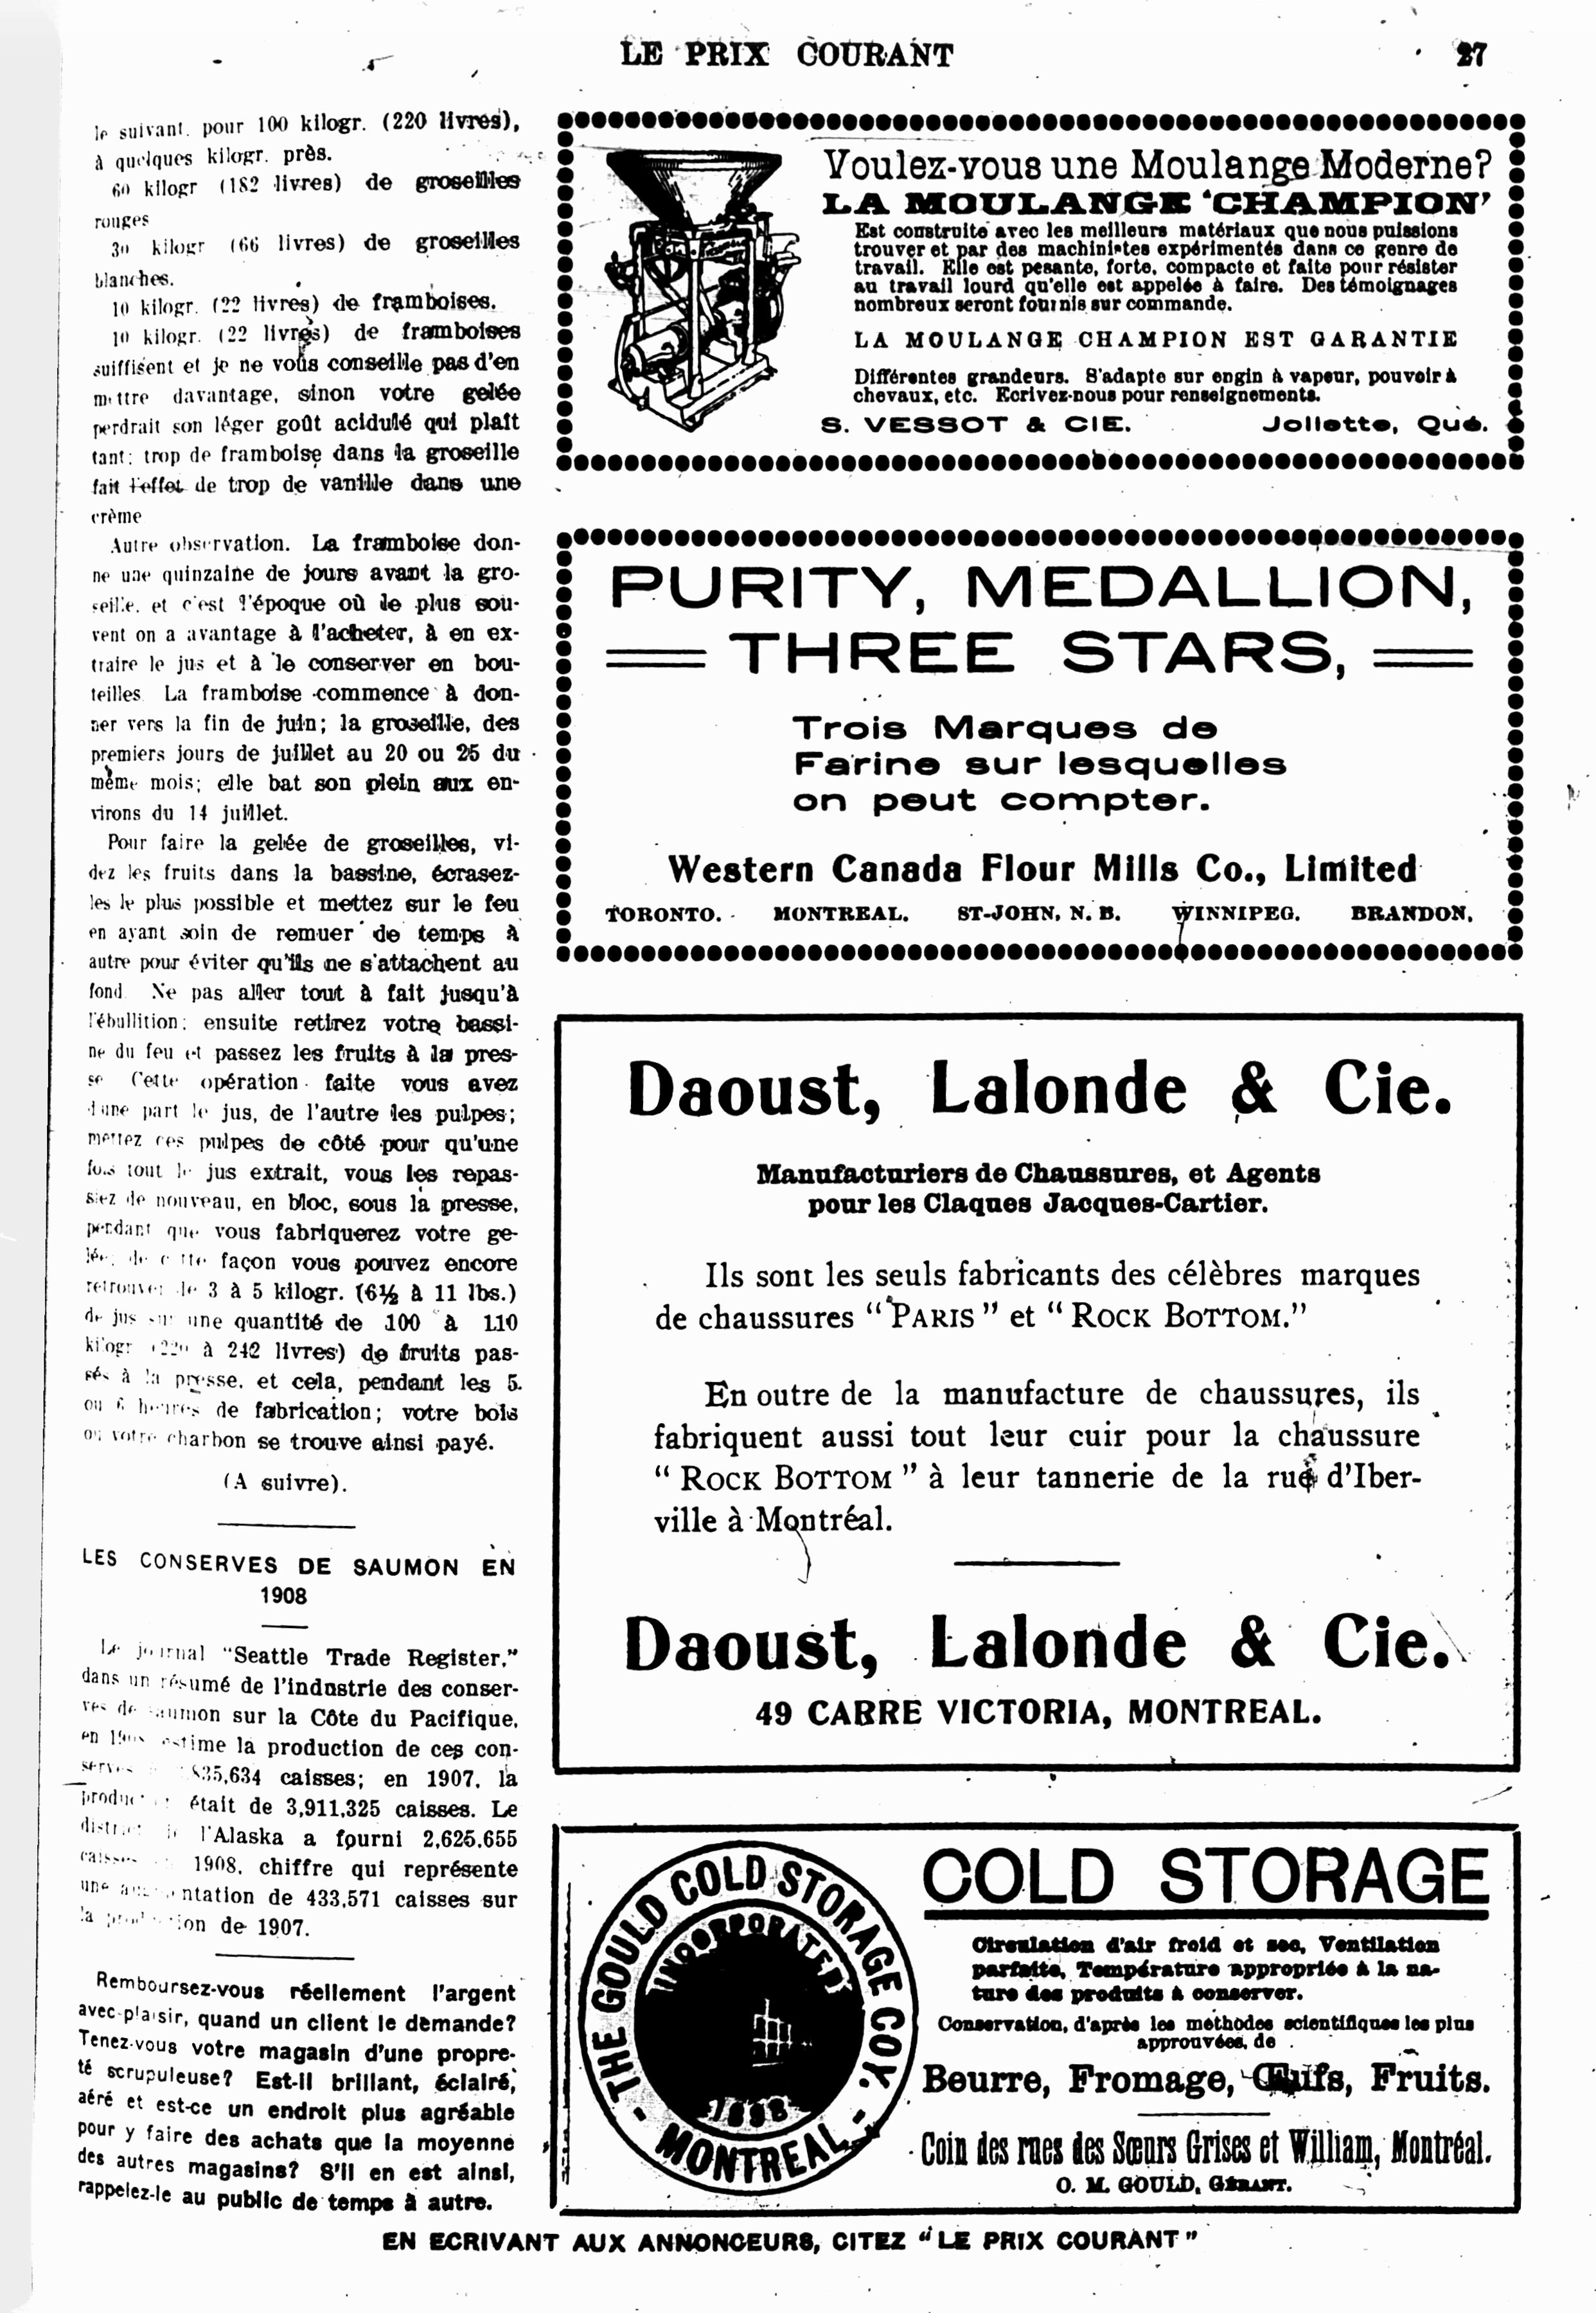 LE PRIX COURANT
27
le suivant, pour 100 kilogr. (220 livres),
à quelques kilogr. près.
60 kilogr (182 livres) de groseilles
rouges
30 kilogr (66 livres) de groseilles
blanches.
10 kilogr. (22 livres) de framboises.
10 kilogr. (22 livres) de framboises
suiffisent et je ne vous conseille pas d'en
mettre davantage, sinon votre gelée
perdrait son léger goût acidulé qui plaît
tant; trop de framboise dans la groseille
fait l'effet de trop de vanille dans une
crème
Autre observation. La framboise don-
ne une quinzaine de jours avant la gro-
seille, et c'est l'époque où le plus sou-
vent on a avantage à l'acheter, à en ex-
traire le jus et à le conserver en bou-
teilles. La framboise commence à don-
ner vers la fin de juin; la groseille, des
premiers jours de juillet au 20 ou 25 du
même mois; elle bat son plein aux en-
virons du 14 juillet.
Pour faire la gelée de groseilles, vi-
dez les fruits dans la bassine, écrasez-
les le plus possible et mettez sur le feu
en ayant soin de remuer de temps à
autre pour éviter qu'ils ne s'attachent au
fond. Ne pas aller tout à fait jusqu'à
l'ébullition; ensuite retirez votre bassi-
ne du feu et passez les fruits à la pres-
se. Cette opération faite vous avez
d'une part le jus, de l'autre les pulpes;
mettez ces pulpes de côté pour qu'une
fois tout le jus extrait, vous les repas-
siez de nouveau, en bloc, sous la presse,
pendant que vous fabriquerez votre ge-
lée; de cette façon vous pouvez encore
retrouver de 3 à 5 kilogr. (6½ à 11 lbs.)
de jus sur une quantité de 100 à 110
kilogr (220 à 242 livres) de fruits pas-
sés à la presse, et cela, pendant les 5
ou 6 heures de fabrication; votre bois
ou votre charbon se trouve ainsi payé.
(A suivre).
LES CONSERVES DE SAUMON EN
1908
Le journal "Seattle Trade Register,"
dans un résumé de l'industrie des conser-
ves de saumon sur la Côte du Pacifique,
en 1908 estime la production de ces con-
serves 835,634 caisses; en 1907, la
production était de 3,911,325 caisses. Le
district de l'Alaska a fourni 2,625,655
caisses en 1908, chiffre qui représente
une augmentation de 433,571 caisses sur
la production de 1907.
Remboursez-vous réellement l'argent
avec plaisir, quand un client le demande?
Tenez-vous votre magasin d'une propre-
té scrupuleuse? Est-il brillant, éclairé,
aéré et est-ce un endroit plus agréable
pour y faire des achats que la moyenne
des autres magasins? S'il en est ainsi,
rappelez-le au public de temps à autre.
Voulez-vous une Moulange Moderne?
LA MOULANGE 'CHAMPION'
Est construite avec les meilleurs matériaux que nous puissions
trouver et par des machinistes expérimentés dans ce genre de
travail. Elle est pesante, forte, compacte et faite pour résister
au travail lourd qu'elle est appelée à faire. Des témoignages
nombreux seront fournis sur commande.
LA MOULANGE CHAMPION EST GARANTIE
Différentes grandeurs. S'adapte sur engin à vapeur, pouvoir à
chevaux, etc. Ecrivez-nous pour renseignements.
S. VESSOT & CIE. Joliette, Qué.
PURITY, MEDALLION,
THREE STARS,
Trois Marques de
Farine sur lesquelles
on peut compter.
Western Canada Flour Mills Co., Limited
TORONTO. MONTREAL. ST-JOHN, N. B. WINNIPEG. BRANDON,
Daoust, Lalonde & Cie.
Manufacturiers de Chaussures, et Agents
pour les Claques Jacques-Cartier.
Ils sont les seuls fabricants des célèbres marques
de chaussures "PARIS" et "ROCK BOTTOM."
En outre de la manufacture de chaussures, ils
fabriquent aussi tout leur cuir pour la chaussure
"ROCK BOTTOM" à leur tannerie de la rue d'Iber-
ville à Montréal.
Daoust, Lalonde & Cie.
49 CARRE VICTORIA, MONTREAL.
THE GOULD COLD STORAGE COY.
INCORPORATED
1898
MONTREAL
COLD STORAGE
Circulation d'air froid et sec, Ventilation
parfaite, Température appropriée à la na-
ture des produits à conserver.
Conservation, d'après les méthodes scientifiques les plus
approuvées, de
Beurre, Fromage, Œufs, Fruits.
Coin des rues des Sœurs Grises et William, Montréal.
O. M. GOULD, GÉRANT.
EN ECRIVANT AUX ANNONCEURS, CITEZ "LE PRIX COURANT"